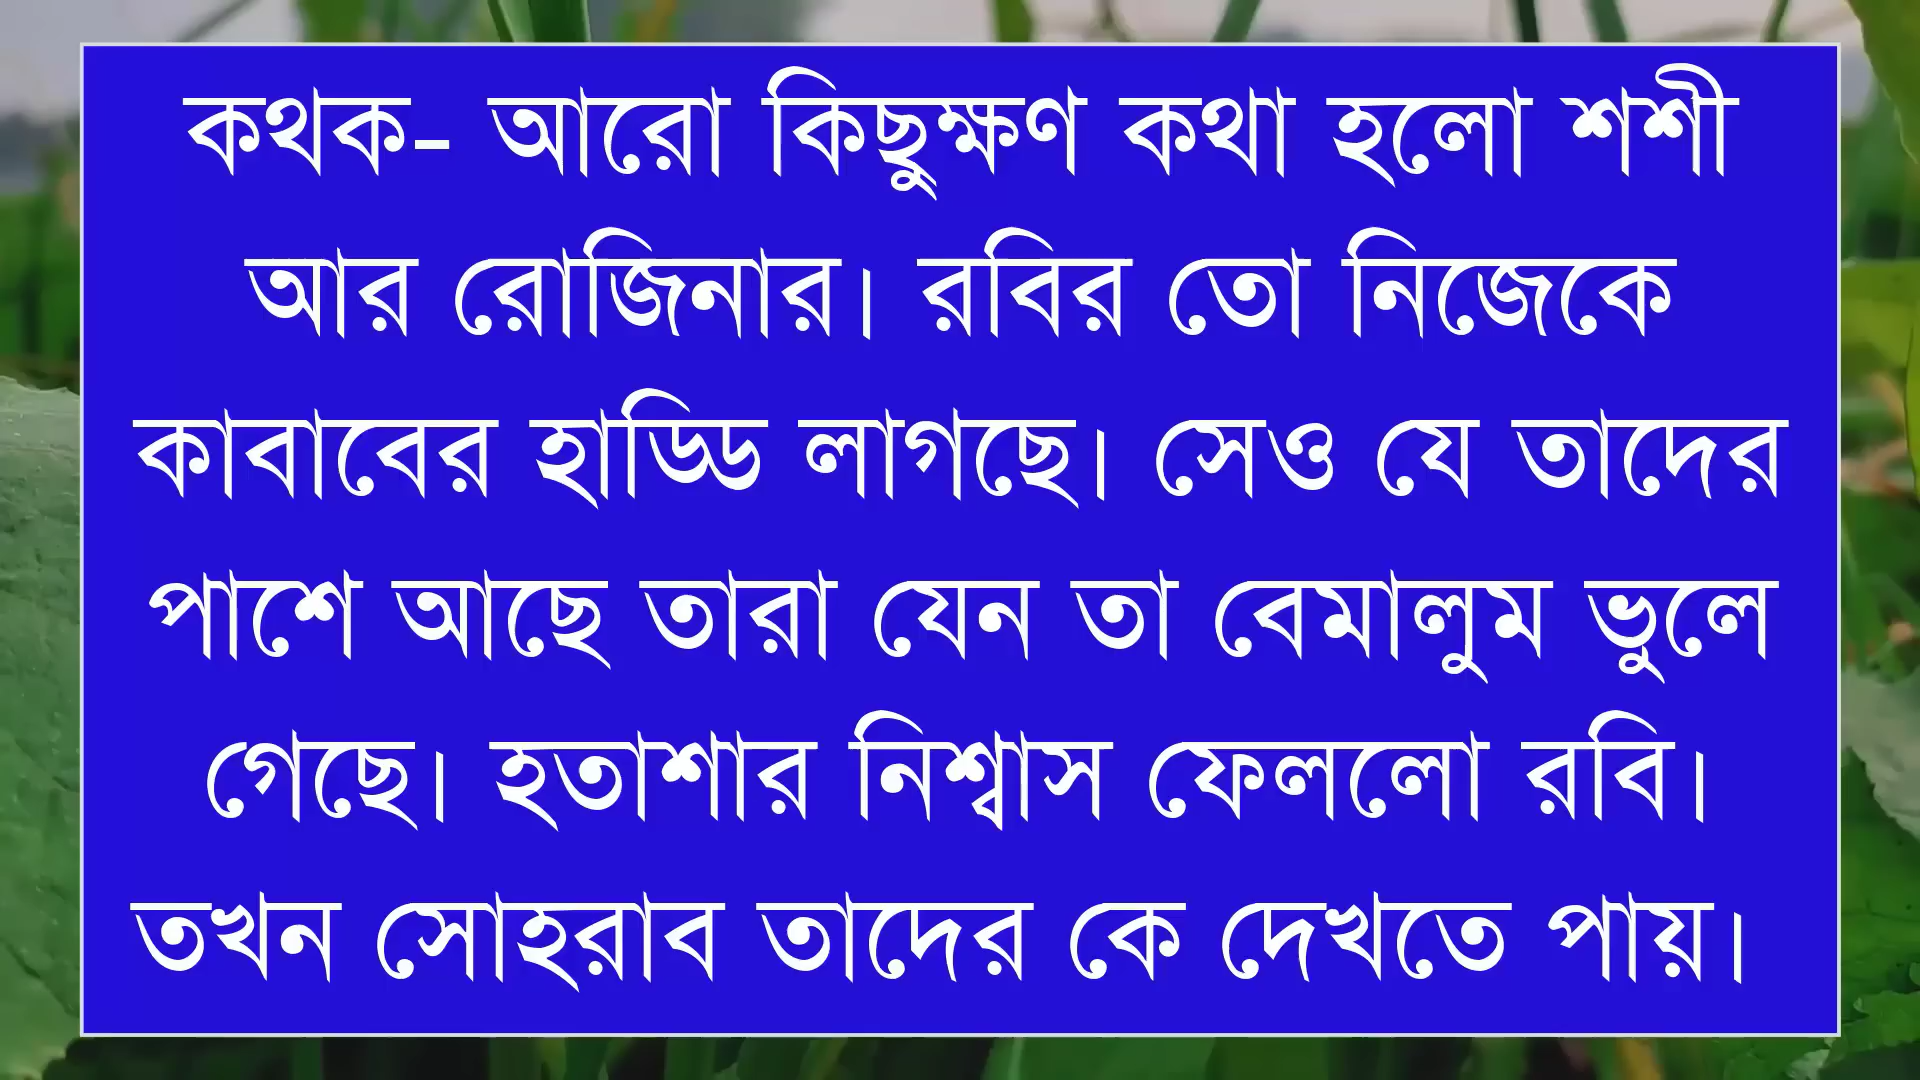 কথক- আরো কিছুক্ষণ কথা হলো শশী
আর রোজিনার। রবির তো নিজেকে
কাবাবের হাড্ডি লাগছে। সেও যে তাদের
পাশে আছে তারা যেন তা বেমালুম ভুলে
গেছে। হতাশার নিশ্বাস ফেললো রবি।
তখন সোহরাব তাদের কে দেখতে পায়।